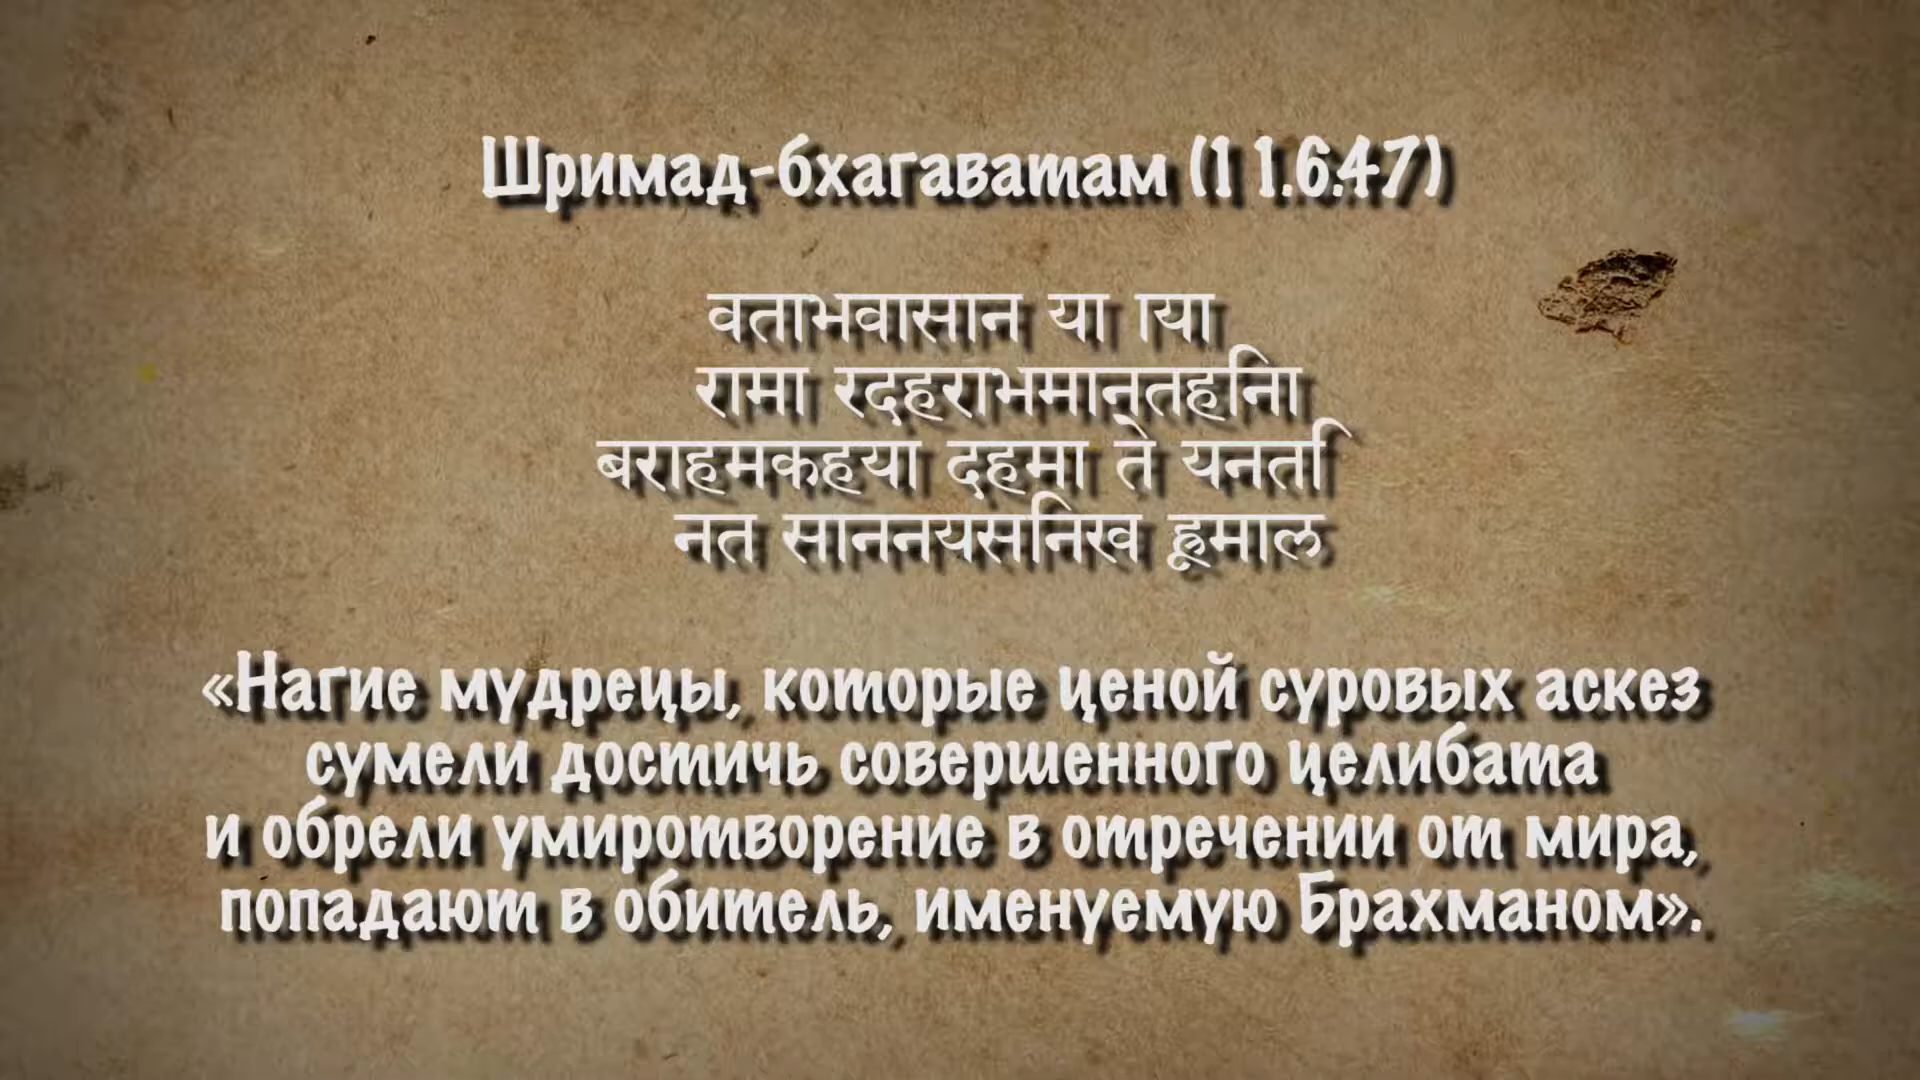 Шримад-бхагаватам (11.6.47)
वताभवासान या ाया
रामा रदहराभमानतहनिा
बराहमकहया दहमा ते यनर्ता
नत साननयसनिख ह्रूमाल
«Нагие мудрецы, которые ценой суровых аскез
сумели достичь совершенного целибата
и обрели умиротворение в отречении от мира,
попадают в обитель, именуемую Брахманом».